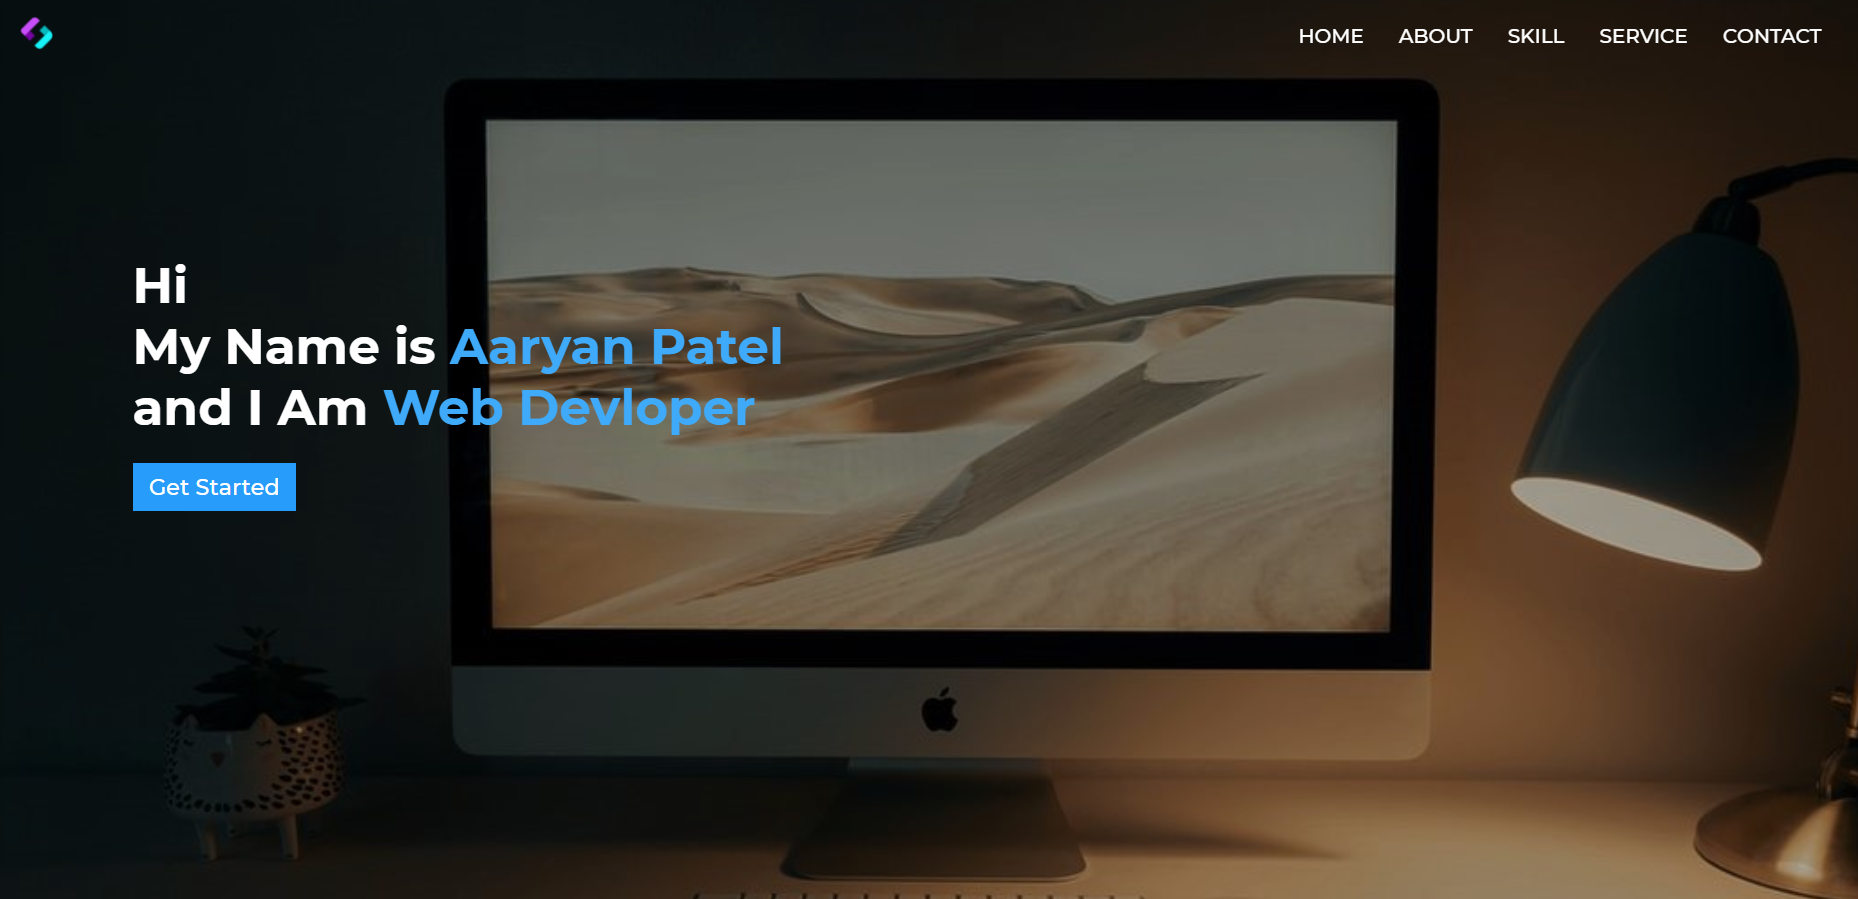 HOME ABOUT SKILL SERVICE CONTACT
Hi
My Name is Aaryan Patel
and I Am Web Devloper
Get Started